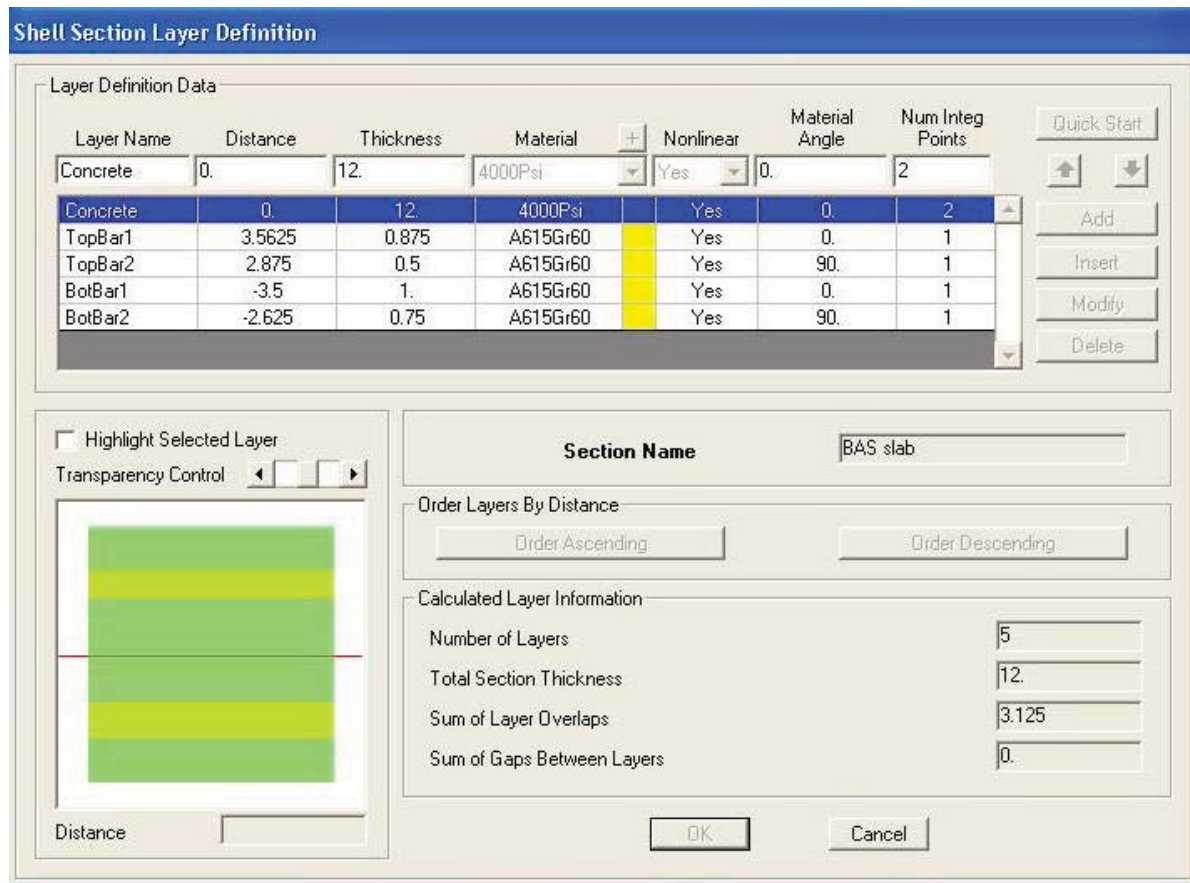 Shell Section Layer Definition
Layer Definition Data
Layer Name Distance Thickness Material + Nonlinear Material Angle Num Integ Points
Concrete 0. 12. 4000Psi Yes 0. 2
Concrete 0. 12. 4000Psi Yes 0. 2
TopBar1 3.5625 0.875 A615Gr60 Yes 0. 1
TopBar2 2.875 0.5 A615Gr60 Yes 90. 1
BotBar1 -3.5 1. A615Gr60 Yes 0. 1
BotBar2 -2.625 0.75 A615Gr60 Yes 90. 1
Quick Start
Add
Insert
Modify
Delete
Highlight Selected Layer
Transparency Control
Distance
Section Name BAS slab
Order Layers By Distance
Order Ascending Order Descending
Calculated Layer Information
Number of Layers 5
Total Section Thickness 12.
Sum of Layer Overlaps 3.125
Sum of Gaps Between Layers 0.
OK Cancel